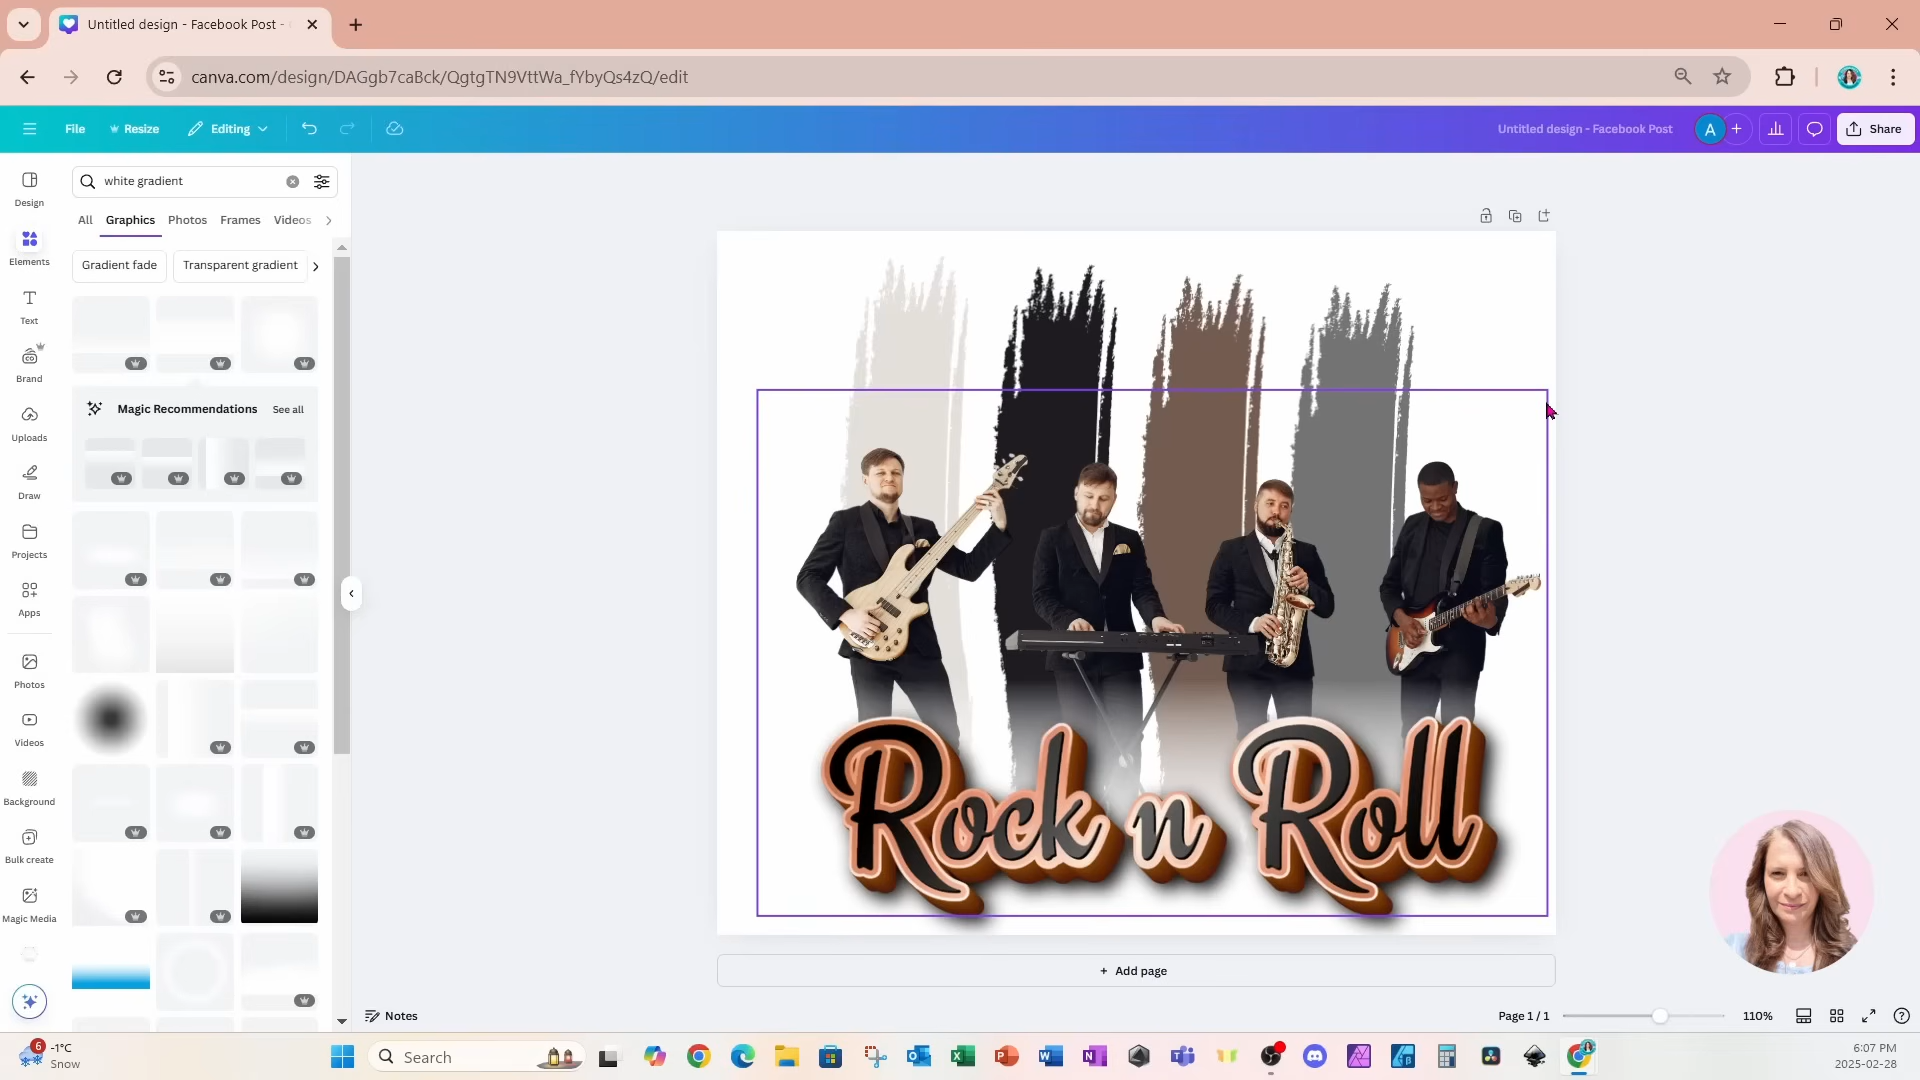 Untitled design - Facebook Post -
canva.com/design/DAGgb7caBck/QgtgTN9VttWa_fYbyQs4zQ/edit
File
Resize
Editing
Untitled design - Facebook Post
A
Share
Design
Elements
Text
Brand
Uploads
Draw
Projects
Apps
Photos
Videos
Background
Bulk create
Magic Media
white gradient
All
Graphics
Photos
Frames
Videos
Gradient fade
Transparent gradient
Magic Recommendations
See all
Rock n Roll
+ Add page
Notes
Page 1 / 1
110%
6
-1°C
Snow
Search
6:07 PM
2025-02-28